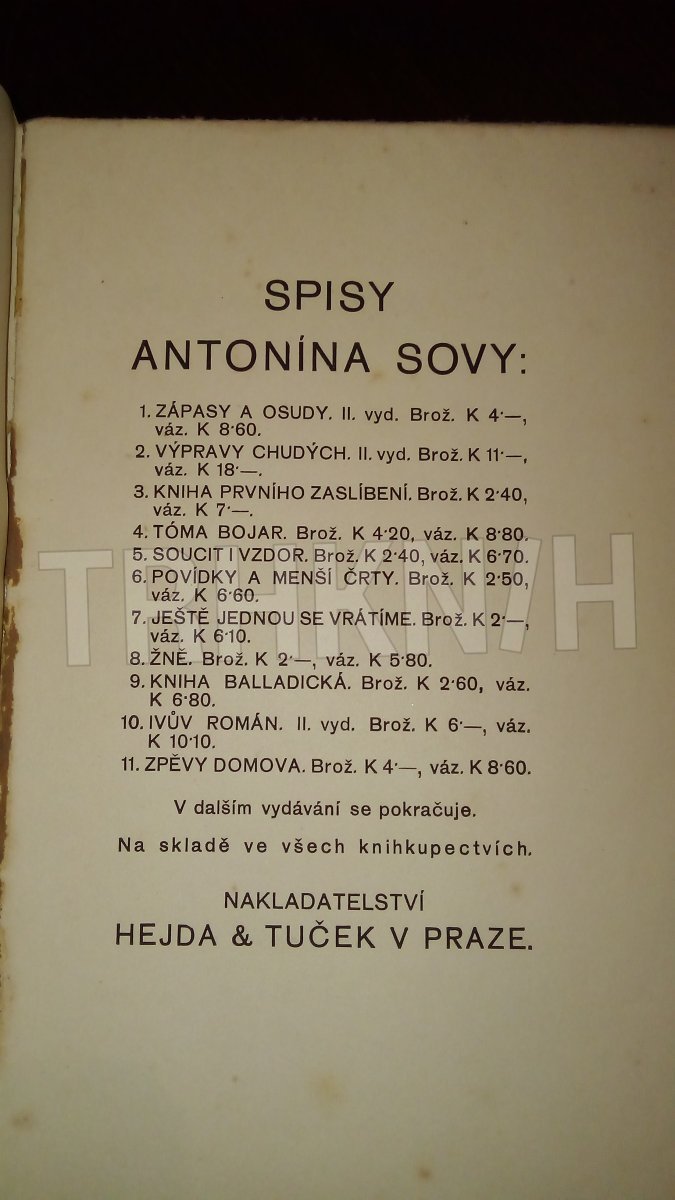 SPISY
ANTONÍNA SOVY:
1. ZÁPASY A OSUDY. II. vyd. Brož. K 4·—,
váz. K 8·60.
2. VÝPRAVY CHUDÝCH. II. vyd. Brož. K 11·—,
váz. K 18·—.
3. KNIHA PRVNÍHO ZASLÍBENÍ. Brož. K 2·40,
váz. K 7·—.
4. TÓMA BOJAR. Brož. K 4·20, váz. K 8·80.
5. SOUCIT I VZDOR. Brož. K 2·40, váz. K 6·70.
6. POVÍDKY A MENŠÍ ČRTY. Brož. K 2·50,
váz. K 6·60.
7. JEŠTĚ JEDNOU SE VRÁTÍME. Brož. K 2·—,
váz. K 6·10.
8. ŽNĚ. Brož. K 2·—, váz. K 5·80.
9. KNIHA BALLADICKÁ. Brož. K 2·60, váz.
K 6·80.
10. IVŮV ROMÁN. II. vyd. Brož. K 6·—, váz.
K 10·10.
11. ZPĚVY DOMOVA. Brož. K 4·—, váz. K 8·60.
V dalším vydávání se pokračuje.
Na skladě ve všech knihkupectvích.
NAKLADATELSTVÍ
HEJDA & TUČEK V PRAZE.